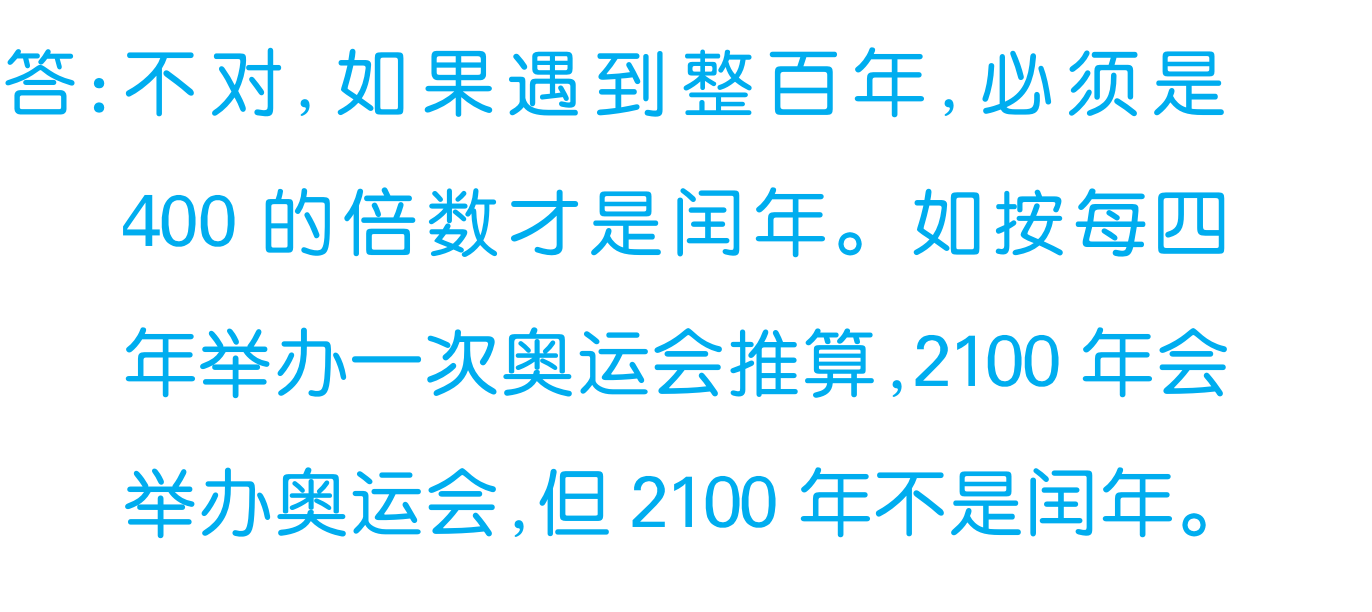 答:不对,如果遇到整百年,必须是
400 的倍数才是闰年。如按每四
年举办一次奥运会推算,2100 年会
举办奥运会,但 2100 年不是闰年。